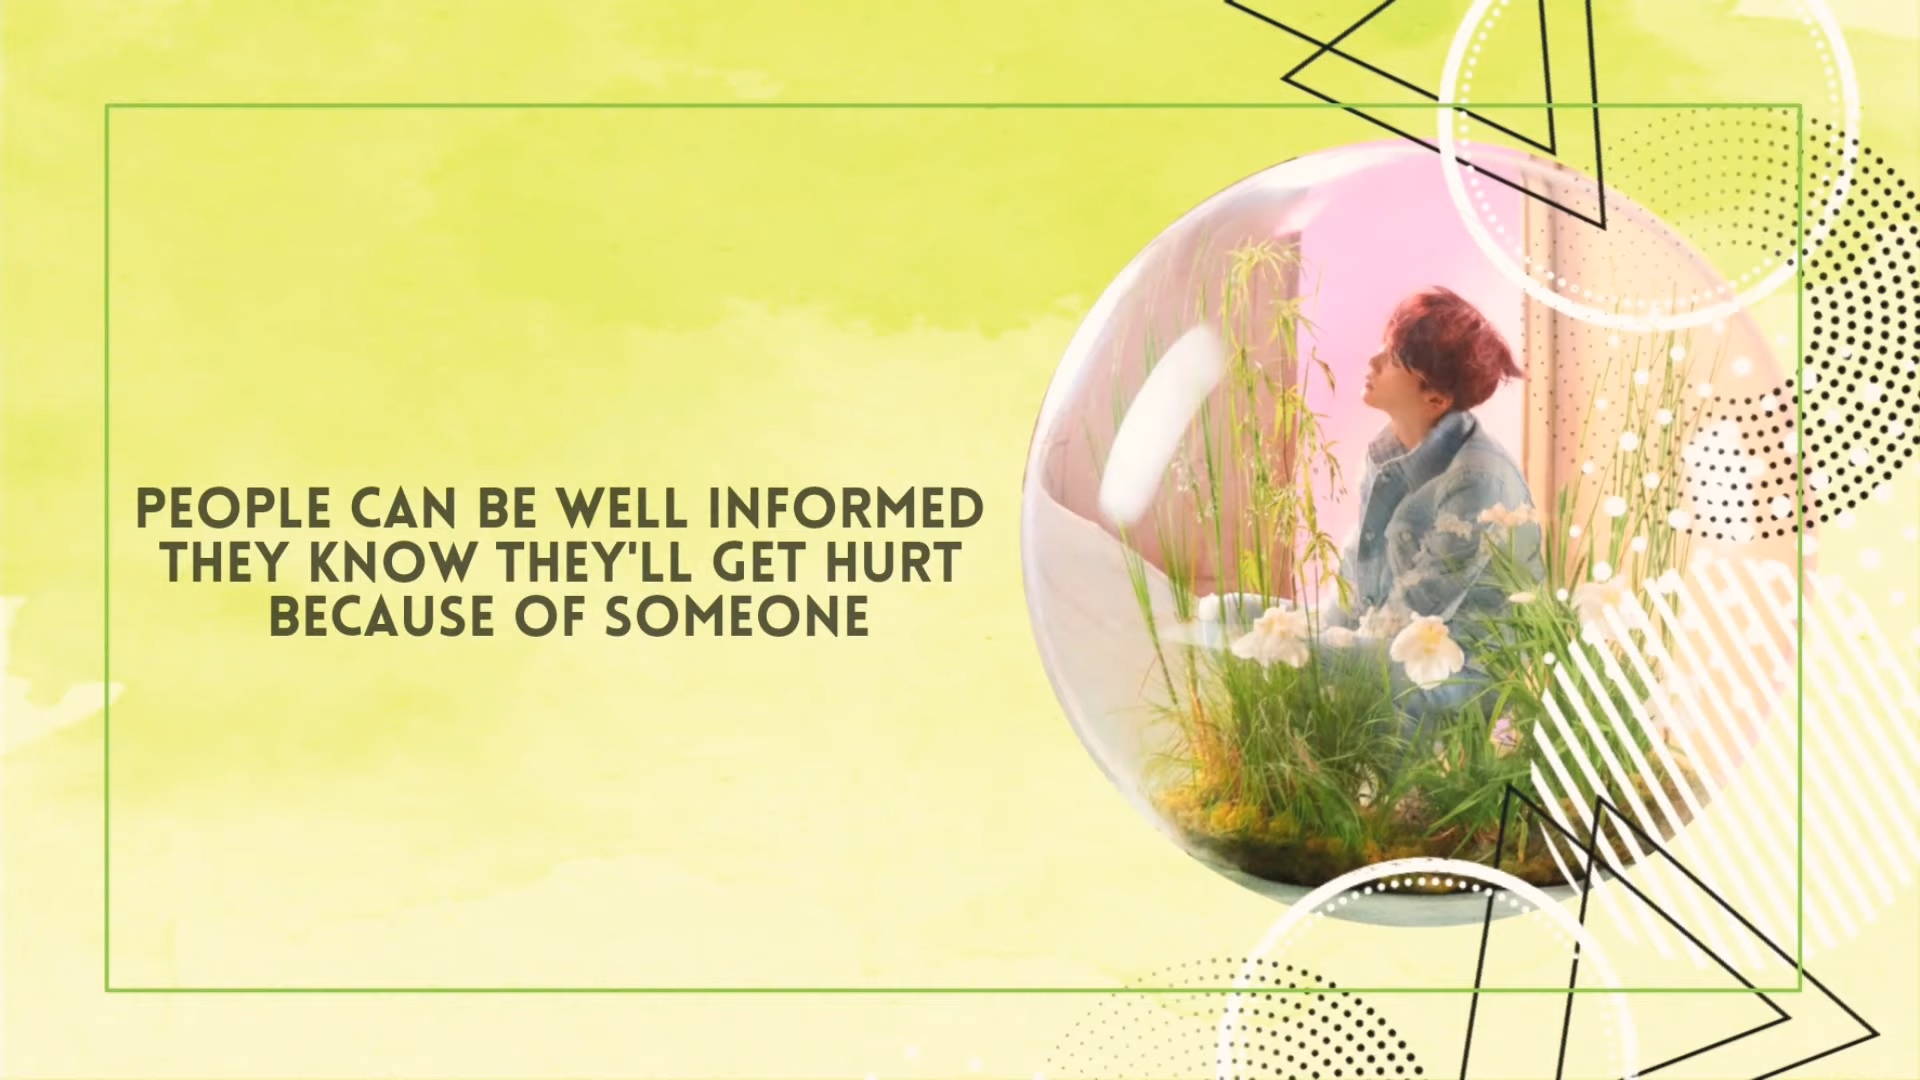 PEOPLE CAN BE WELL INFORMED
THEY KNOW THEY'LL GET HURT
BECAUSE OF SOMEONE